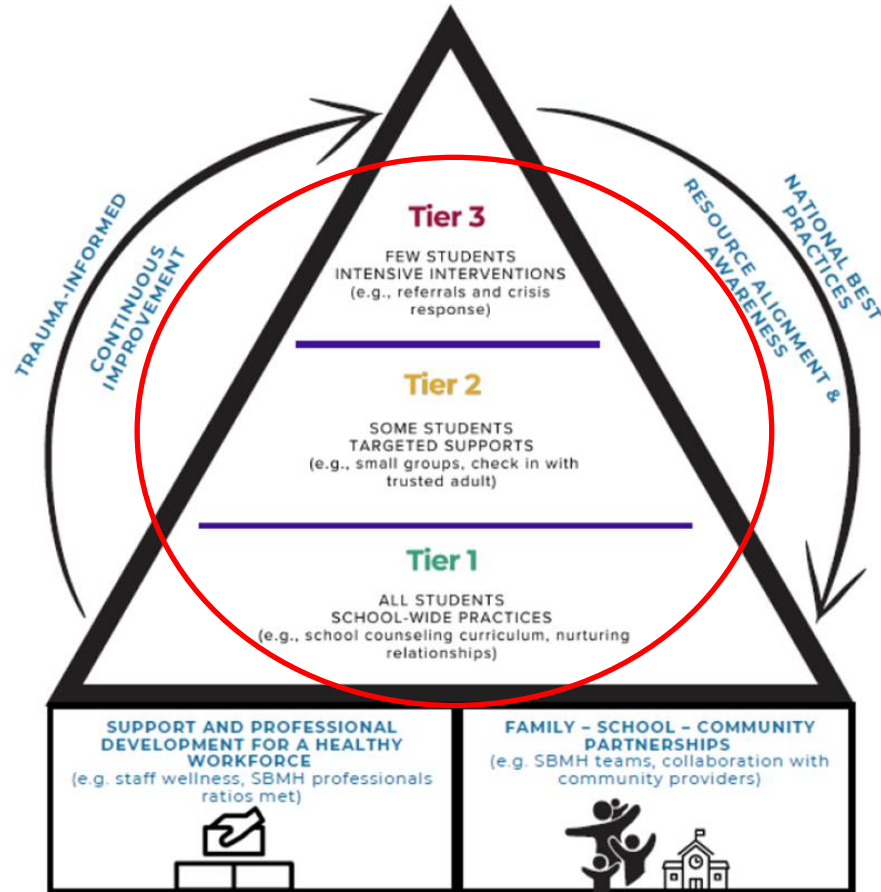 TRAUMA-INFORMED
CONTINUOUS
IMPROVEMENT
NATIONAL BEST
PRACTICES
RESOURCE ALIGNMENT &
AWARENESS
Tier 3
FEW STUDENTS
INTENSIVE INTERVENTIONS
(e.g., referrals and crisis
response)
Tier 2
SOME STUDENTS
TARGETED SUPPORTS
(e.g., small groups, check in with
trusted adult)
Tier 1
ALL STUDENTS
SCHOOL-WIDE PRACTICES
(e.g., school counseling curriculum, nurturing
relationships)
SUPPORT AND PROFESSIONAL
DEVELOPMENT FOR A HEALTHY
WORKFORCE
(e.g. staff wellness, SBMH professionals
ratios met)
FAMILY – SCHOOL – COMMUNITY
PARTNERSHIPS
(e.g. SBMH teams, collaboration with
community providers)